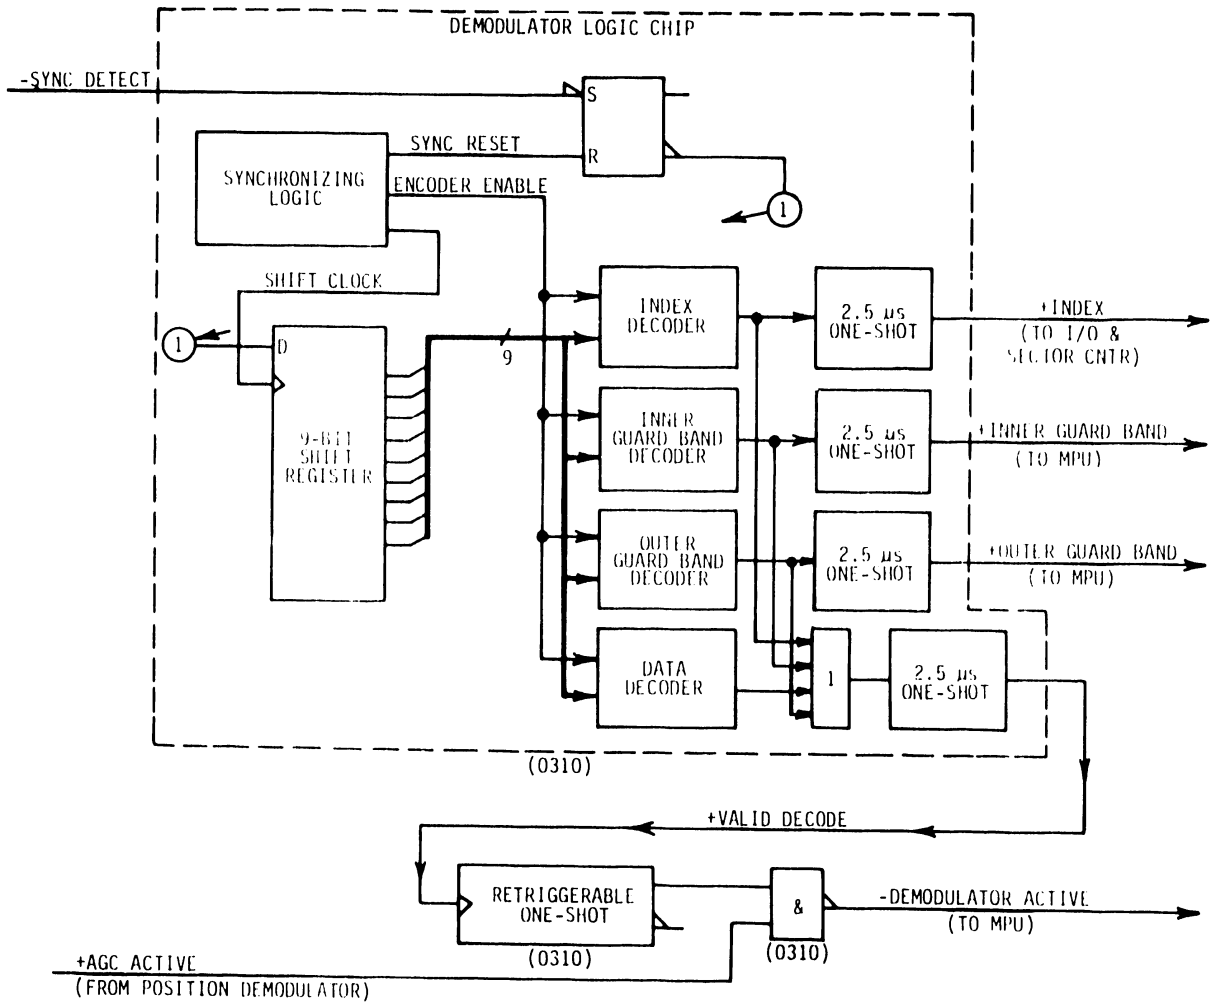 DEMODULATOR LOGIC CHIP
-SYNC DETECT
S
SYNC RESET
R
SYNCHRONIZING
LOGIC
ENCODER ENABLE
1
SHIFT CLOCK
INDEX
DECODER
2.5 µs
ONE-SHOT
+INDEX
(TO I/O &
SECTOR CNTR)
1
D
9
9-BIT
SHIFT
REGISTER
INNER
GUARD BAND
DECODER
2.5 µs
ONE-SHOT
+INNER GUARD BAND
(TO MPU)
OUTER
GUARD BAND
DECODER
2.5 µs
ONE-SHOT
+OUTER GUARD BAND
(TO MPU)
DATA
DECODER
1
2.5 µs
ONE-SHOT
(0310)
+VALID DECODE
RETRIGGERABLE
ONE-SHOT
&
-DEMODULATOR ACTIVE
(TO MPU)
(0310)
(0310)
+AGC ACTIVE
(FROM POSITION DEMODULATOR)